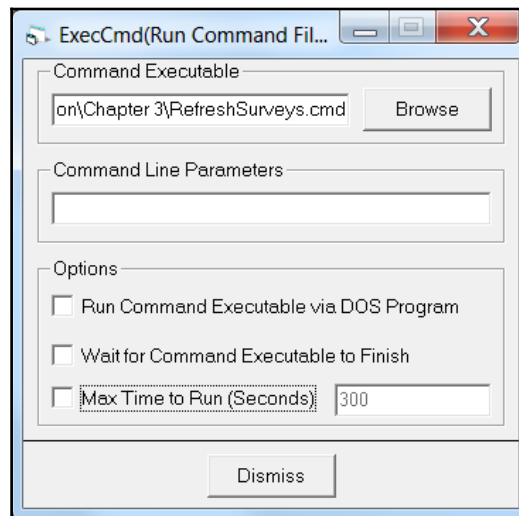 ExecCmd(Run Command Fil...
Command Executable
on\Chapter 3\RefreshSurveys.cmd
Browse
Command Line Parameters
Options
Run Command Executable via DOS Program
Wait for Command Executable to Finish
Max Time to Run (Seconds)
300
Dismiss